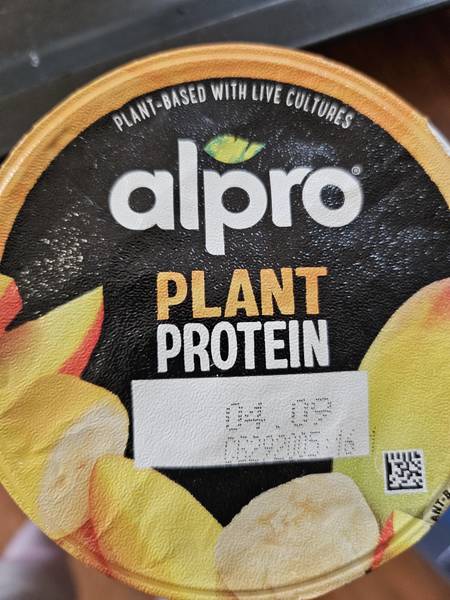 PLANT-BASED WITH LIVE CULTURES
alpro®
PLANT
PROTEIN
04.09